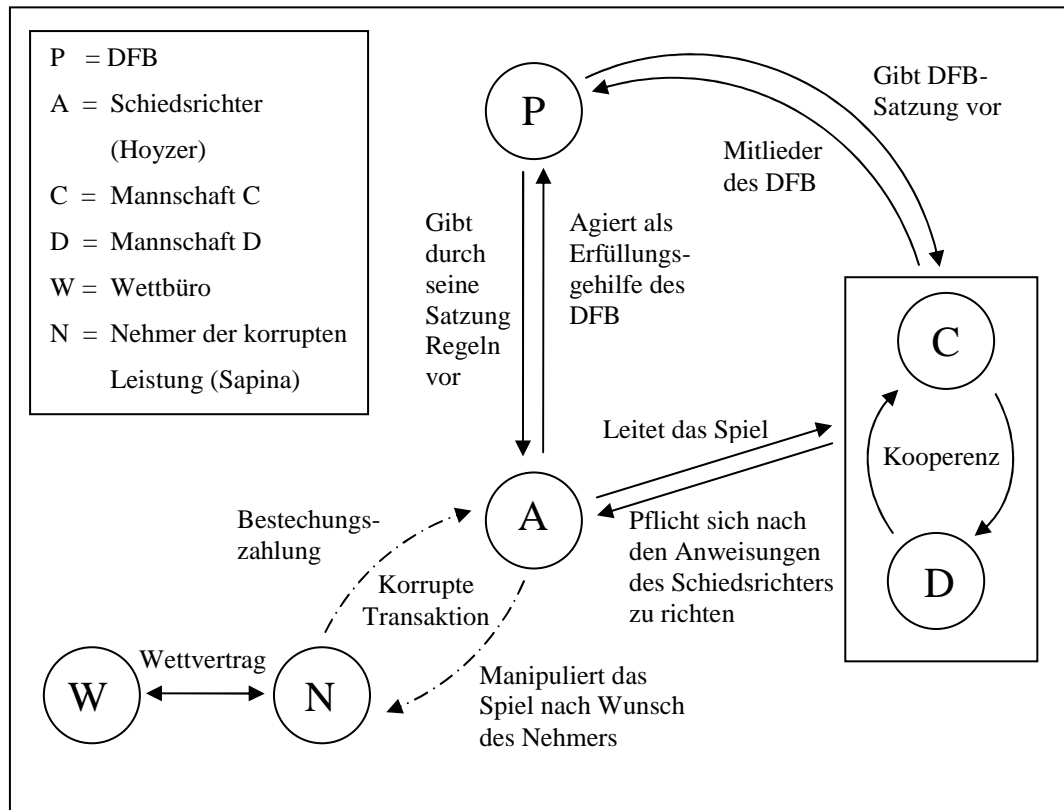 P = DFB
A = Schiedsrichter
(Hoyzer)
C = Mannschaft C
D = Mannschaft D
W = Wettbüro
N = Nehmer der korrupten
Leistung (Sapina)
P
Gibt DFB-
Satzung vor
Mitlieder
des DFB
Gibt
durch
seine
Satzung
Regeln
vor
Agiert als
Erfüllungs-
gehilfe des
DFB
C
Kooperenz
D
Leitet das Spiel
A
Pflicht sich nach
den Anweisungen
des Schiedsrichters
zu richten
Bestechungs-
zahlung
Korrupte
Transaktion
Wettvertrag
W
N
Manipuliert das
Spiel nach Wunsch
des Nehmers